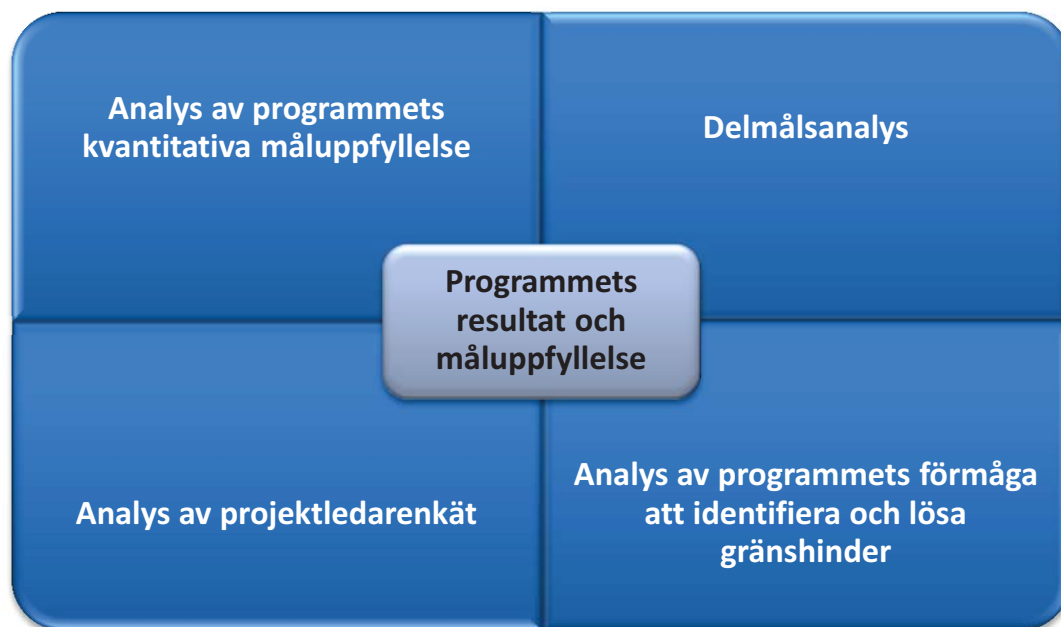 Analys av programmets
kvantitativa måluppfyllelse
Delmålsanalys
Programmets
resultat och
måluppfyllelse
Analys av projektledarenkät
Analys av programmets förmåga
att identifiera och lösa
gränshinder